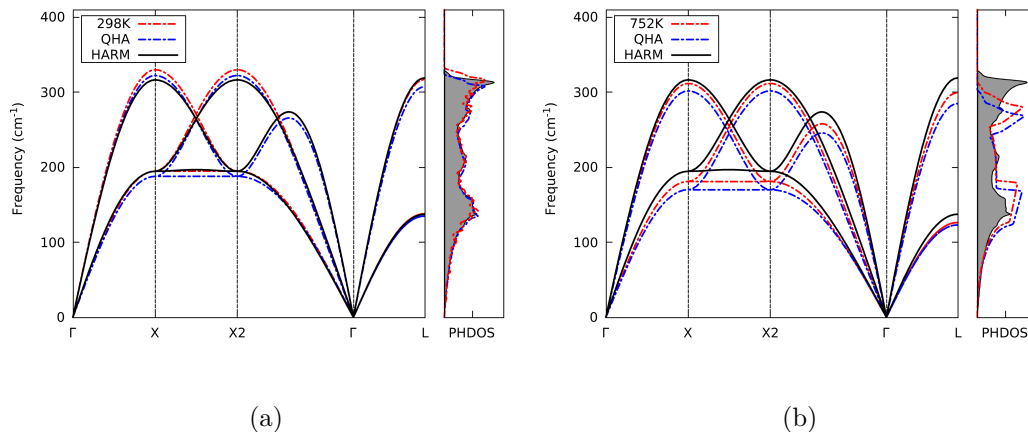 400
300
200
100
0
Frequency (cm⁻¹)
298K
QHA
HARM
Γ
X
X2
Γ
L
PHDOS
(a)
400
300
200
100
0
Frequency (cm⁻¹)
752K
QHA
HARM
Γ
X
X2
Γ
L
PHDOS
(b)